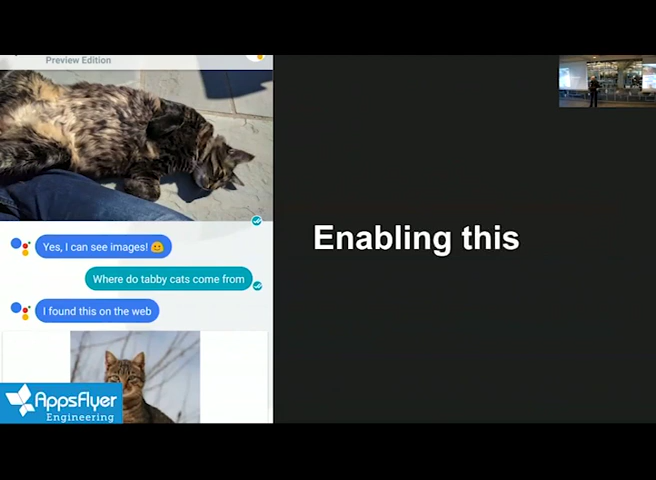 Preview Edition
Yes, I can see images! 😊
Where do tabby cats come from
I found this on the web
Enabling this
AppsFlyer
Engineering